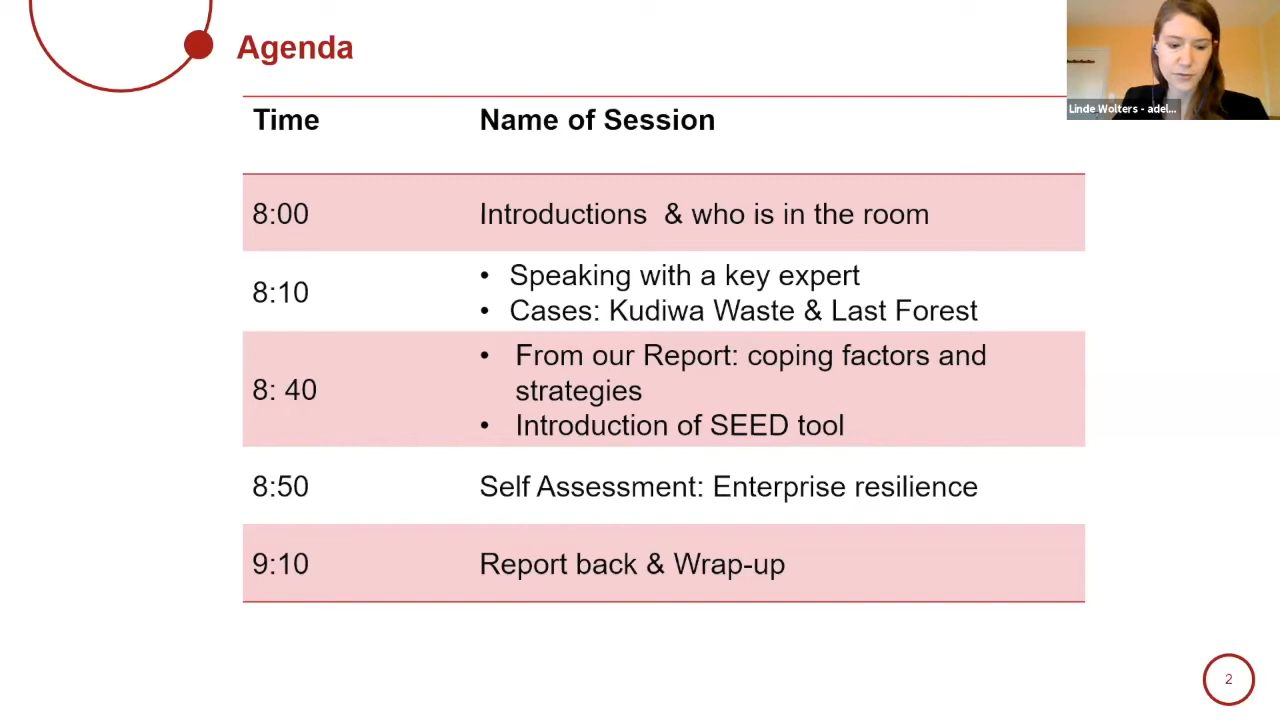 Agenda
Linde Wolters - adel...
Time
Name of Session
8:00
Introductions & who is in the room
8:10
• Speaking with a key expert
• Cases: Kudiwa Waste & Last Forest
8: 40
• From our Report: coping factors and
strategies
• Introduction of SEED tool
8:50
Self Assessment: Enterprise resilience
9:10
Report back & Wrap-up
2